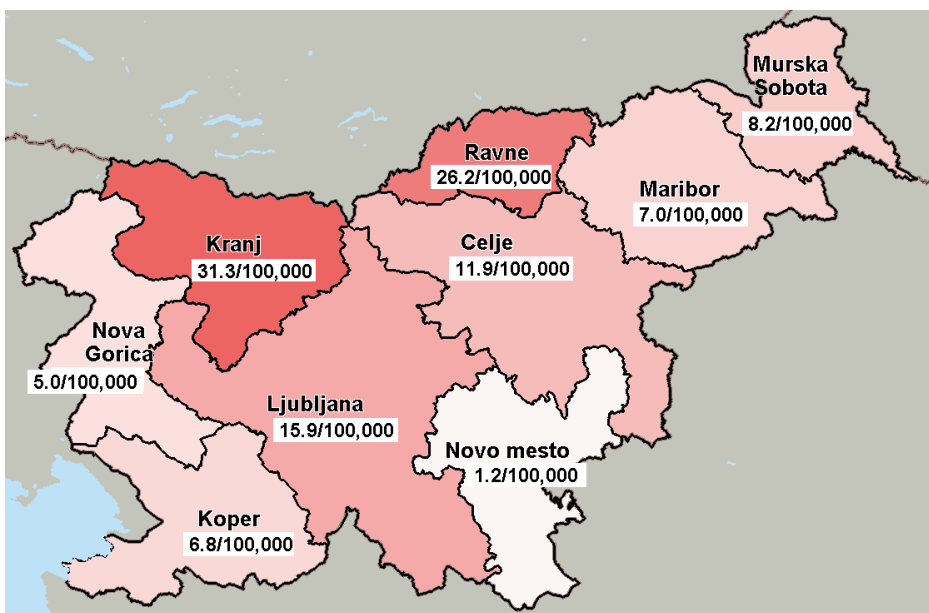 Murska
Sobota
8.2/100,000
Ravne
26.2/100,000
Maribor
7.0/100,000
Kranj
31.3/100,000
Celje
11.9/100,000
Nova
Gorica
5.0/100,000
Ljubljana
15.9/100,000
Novo mesto
1.2/100,000
Koper
6.8/100,000